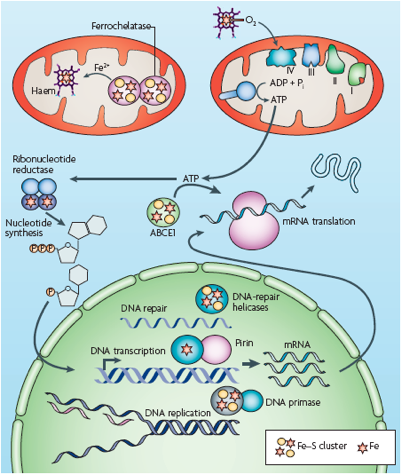 Ferrochelatase
O2
Fe2+
Haem
IV
III
II
I
ADP + Pi
ATP
Ribonucleotide
reductase
ATP
Nucleotide
synthesis
ABCE1
mRNA translation
P P P
P
DNA repair
DNA-repair
helicases
DNA transcription
Pirin
mRNA
DNA replication
DNA primase
Fe–S cluster
Fe